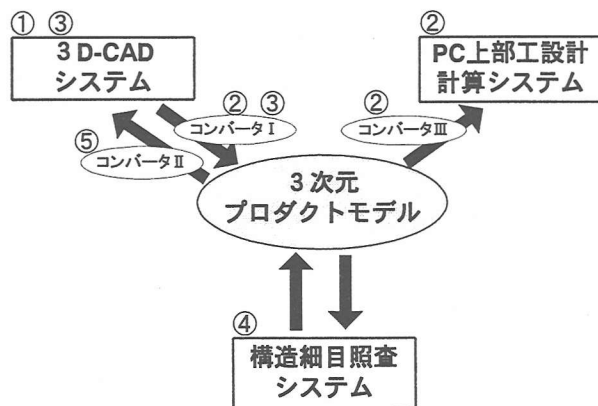 ① ③
3D-CAD
システム
②
PC上部工設計
計算システム
② ③
コンバータⅠ
②
コンバータⅢ
⑤
コンバータⅡ
3次元
プロダクトモデル
④
構造細目照査
システム